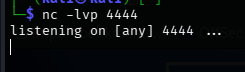 └─$ nc -lvp 4444
listening on [any] 4444 ...